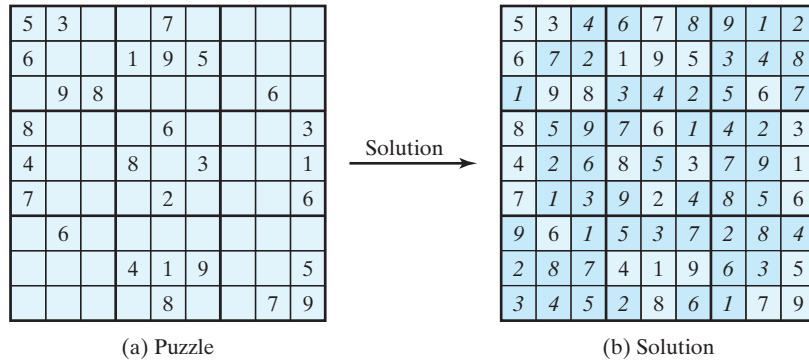 5 3 7
6 1 9 5
9 8 6
8 6 3
4 8 3 1
7 2 6
6
4 1 9 5
8 7 9
(a) Puzzle
Solution
5 3 4 6 7 8 9 1 2
6 7 2 1 9 5 3 4 8
1 9 8 3 4 2 5 6 7
8 5 9 7 6 1 4 2 3
4 2 6 8 5 3 7 9 1
7 1 3 9 2 4 8 5 6
9 6 1 5 3 7 2 8 4
2 8 7 4 1 9 6 3 5
3 4 5 2 8 6 1 7 9
(b) Solution